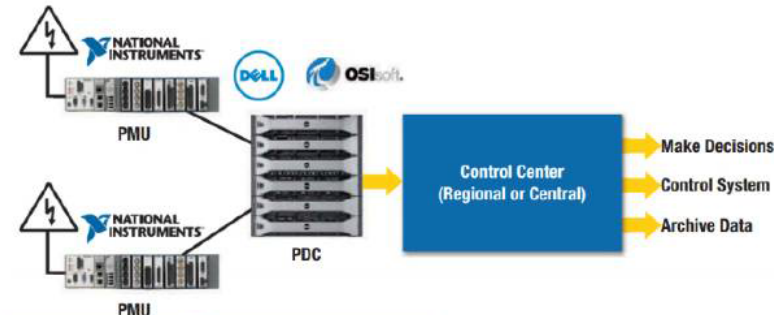 NATIONAL
INSTRUMENTS
DELL
OSIsoft.
PMU
Control Center
(Regional or Central)
Make Decisions
Control System
Archive Data
NATIONAL
INSTRUMENTS
PDC
PMU